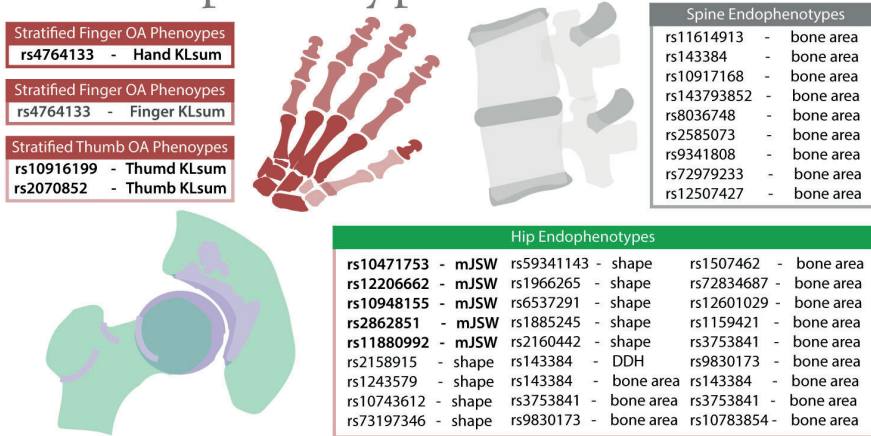 Stratified Finger OA Phenoypes
rs4764133 - Hand KLsum
Stratified Finger OA Phenoypes
rs4764133 - Finger KLsum
Stratified Thumb OA Phenoypes
rs10916199 - Thumd KLsum
rs2070852 - Thumb KLsum
Spine Endophenotypes
rs11614913 - bone area
rs143384 - bone area
rs10917168 - bone area
rs143793852 - bone area
rs8036748 - bone area
rs2585073 - bone area
rs9341808 - bone area
rs72979233 - bone area
rs12507427 - bone area
Hip Endophenotypes
rs10471753 - mJSW rs59341143 - shape rs1507462 - bone area
rs12206662 - mJSW rs1966265 - shape rs72834687 - bone area
rs10948155 - mJSW rs6537291 - shape rs12601029 - bone area
rs2862851 - mJSW rs1885245 - shape rs1159421 - bone area
rs11880992 - mJSW rs2160442 - shape rs3753841 - bone area
rs2158915 - shape rs143384 - DDH rs9830173 - bone area
rs1243579 - shape rs143384 - bone area rs143384 - bone area
rs10743612 - shape rs3753841 - bone area rs3753841 - bone area
rs73197346 - shape rs9830173 - bone area rs10783854 - bone area